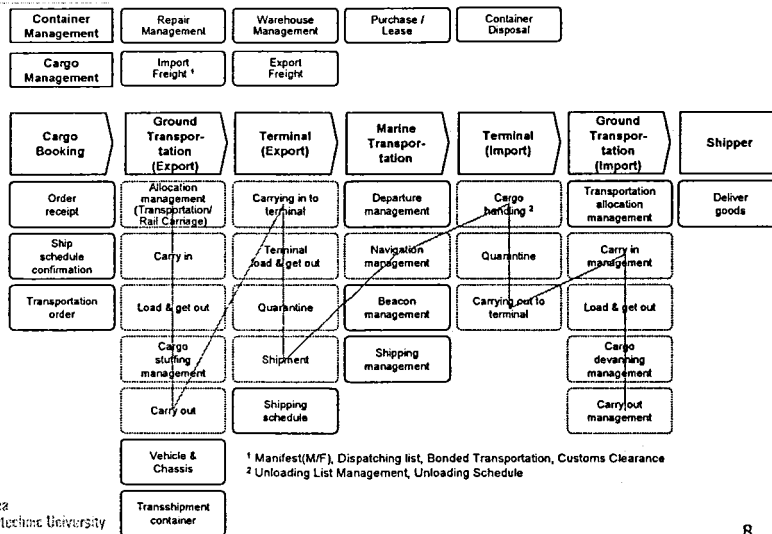 Container
Management
Repair
Management
Warehouse
Management
Purchase /
Lease
Container
Disposal
Cargo
Management
Import
Freight ¹
Export
Freight
Cargo
Booking
Ground
Transpor-
tation
(Export)
Terminal
(Export)
Marine
Transpor-
tation
Terminal
(Import)
Ground
Transpor-
tation
(Import)
Shipper
Order
receipt
Allocation
management
(Transportation/
Rail Carriage)
Carrying in to
terminal
Departure
management
Cargo
handing ²
Transportation
allocation
management
Deliver
goods
Ship
schedule
confirmation
Carry in
Terminal
load & get out
Navigation
management
Quarantine
Carry in
management
Transportation
order
Load & get out
Quarantine
Beacon
management
Carrying out to
terminal
Load & get out
Cargo
stuffing
management
Shipment
Shipping
management
Cargo
devanning
management
Carry out
Shipping
schedule
Carry out
management
Vehicle &
Chassis
¹ Manifest(M/F), Dispatching list, Bonded Transportation, Customs Clearance
² Unloading List Management, Unloading Schedule
Transshipment
container
University
8